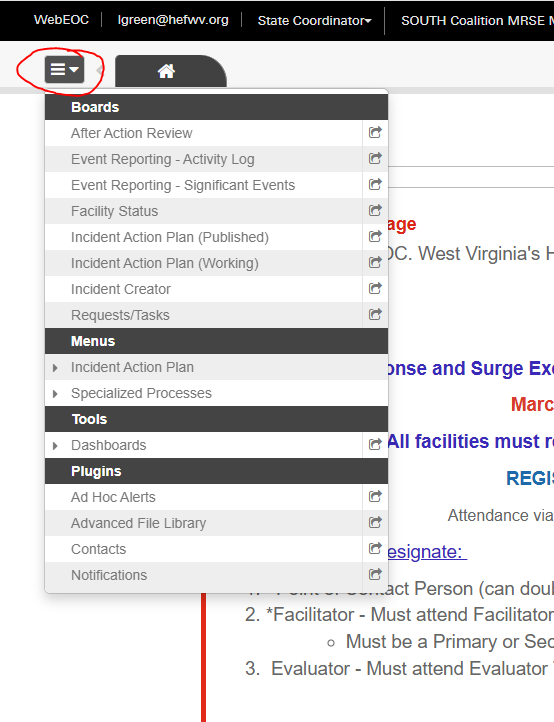 WebEOC
lgreen@hefwv.org
State Coordinator
SOUTH Coalition MRSE
Boards
After Action Review
Event Reporting - Activity Log
Event Reporting - Significant Events
Facility Status
Incident Action Plan (Published)
Incident Action Plan (Working)
Incident Creator
Requests/Tasks
Menus
Incident Action Plan
Specialized Processes
Tools
Dashboards
Plugins
Ad Hoc Alerts
Advanced File Library
Contacts
Notifications
age
OC. West Virginia's H
onse and Surge Exe
Marc
All facilities must r
REGIS
Attendance via
esignate:
Contact Person (can doul
2. *Facilitator - Must attend Facilitator
Must be a Primary or Sec
3. Evaluator - Must attend Evaluator